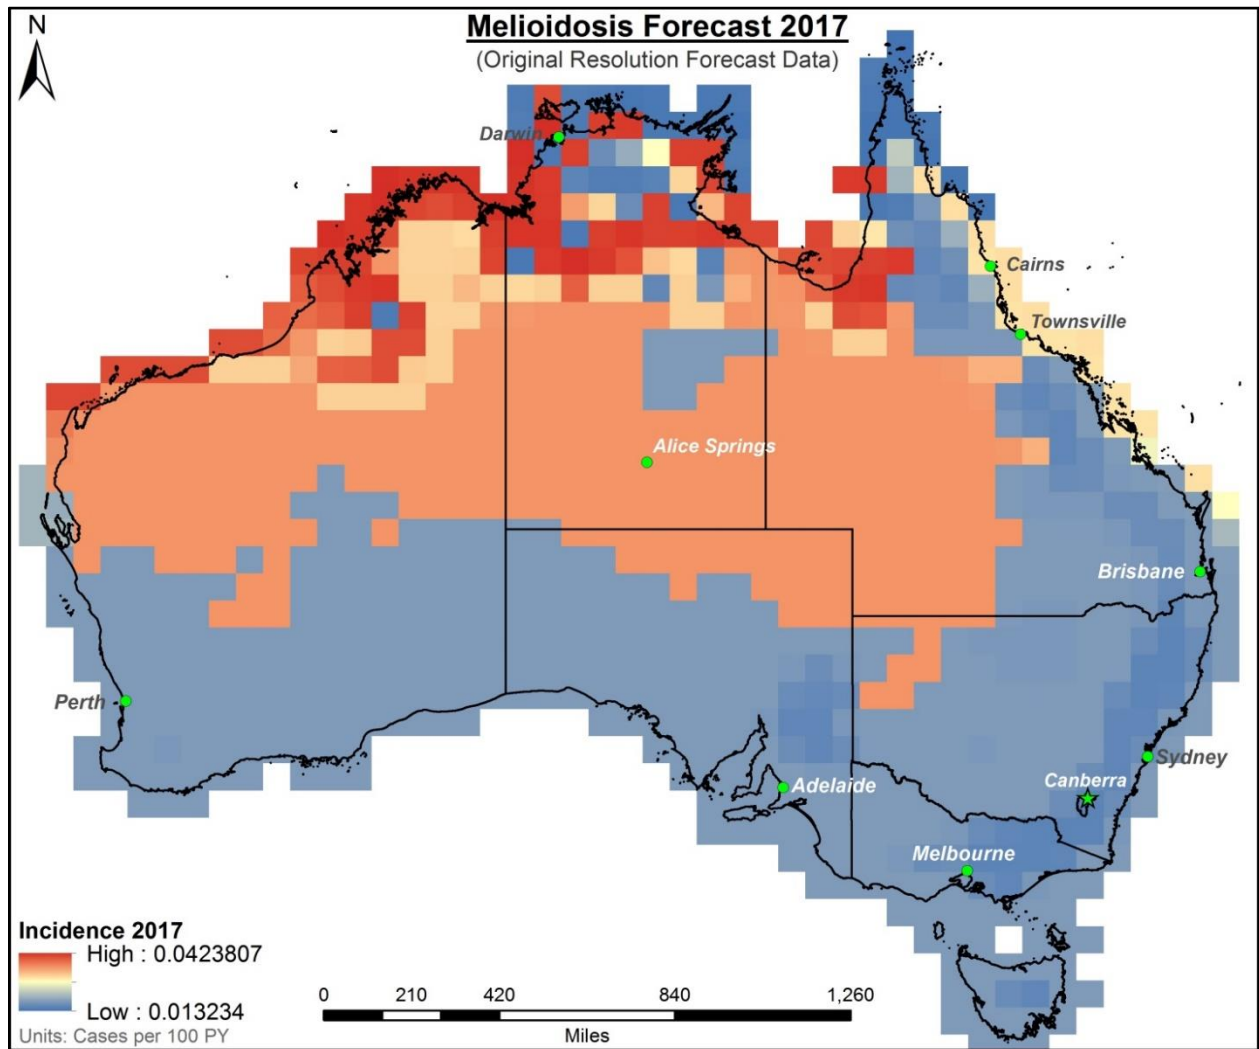 Melioidosis Forecast 2017
(Original Resolution Forecast Data)
N
Darwin
Cairns
Townsville
Alice Springs
Brisbane
Perth
Sydney
Canberra
Adelaide
Melbourne
Incidence 2017
High : 0.0423807
Low : 0.013234
Units: Cases per 100 PY
0 210 420 840 1,260
Miles